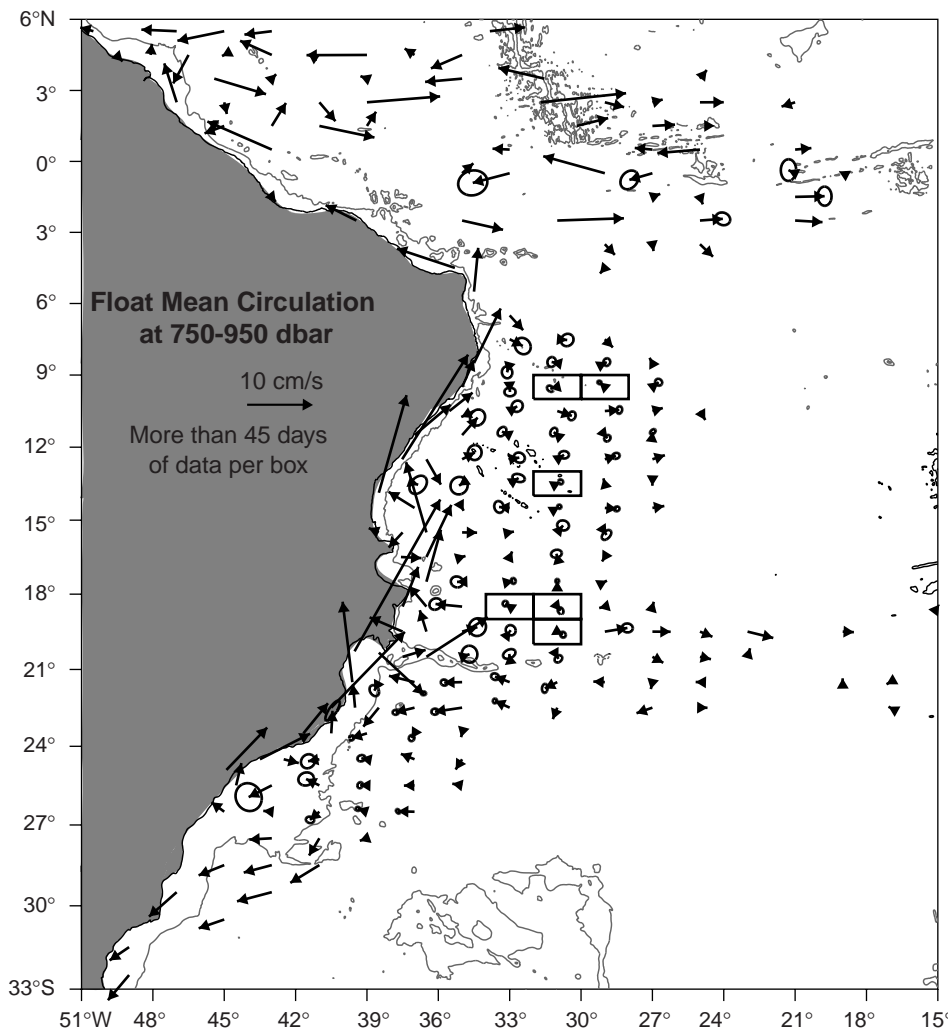 6°N
3°
0°
3°
6°
9°
12°
15°
18°
21°
24°
27°
30°
33°S
Float Mean Circulation
at 750-950 dbar
10 cm/s
More than 45 days
of data per box
51°W 48° 45° 42° 39° 36° 33° 30° 27° 24° 21° 18° 15°